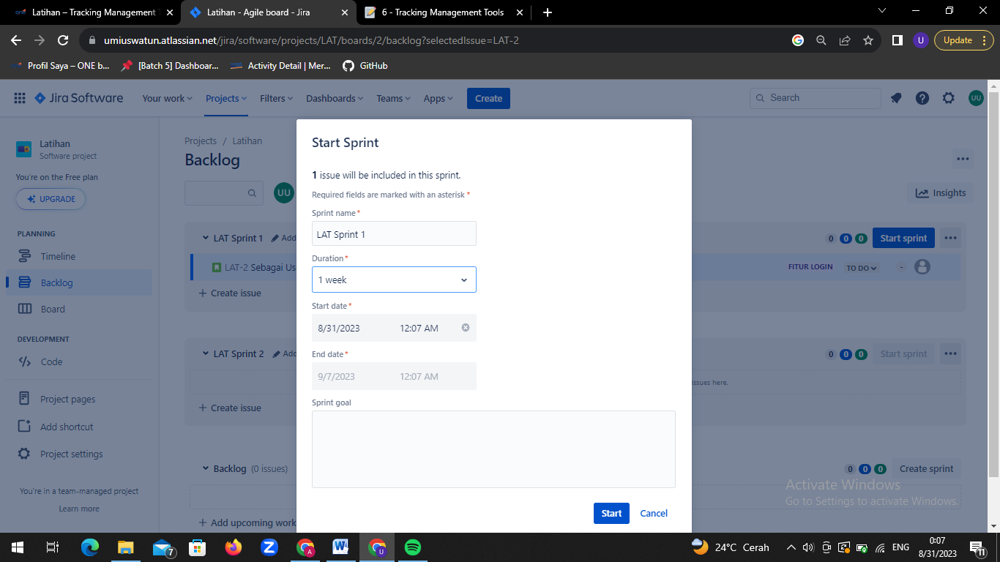 Latihan – Tracking Management
Latihan - Agile board - Jira
6 - Tracking Management Tools
umiuswatun.atlassian.net/jira/software/projects/LAT/boards/2/backlog?selectedIssue=LAT-2
U
Update
Profil Saya – ONE b...
[Batch 5] Dashboar...
Activity Detail | Mer...
GitHub
Jira Software
Your work
Projects
Filters
Dashboards
Teams
Apps
Create
Search
UU
Latihan
Software project
You're on the Free plan
UPGRADE
PLANNING
Timeline
Backlog
Board
DEVELOPMENT
Code
Project pages
Add shortcut
Project settings
You're in a team-managed project
Learn more
Projects / Latihan
Backlog
UU
Insights
LAT Sprint 1
Add
0 0 0
Start sprint
LAT-2 Sebagai Us
FITUR LOGIN
TO DO
-
+ Create issue
LAT Sprint 2
Add
0 0 0
Start sprint
issues here.
+ Create issue
Backlog (0 issues)
0 0 0
Create sprint
+ Add upcoming work
Start Sprint
1 issue will be included in this sprint.
Required fields are marked with an asterisk *
Sprint name*
LAT Sprint 1
Duration*
1 week
Start date*
8/31/2023 12:07 AM
End date*
9/7/2023 12:07 AM
Sprint goal
Start
Cancel
Activate Windows
Go to Settings to activate Windows.
7
A
U
24°C Cerah
ENG
0:07
8/31/2023
11